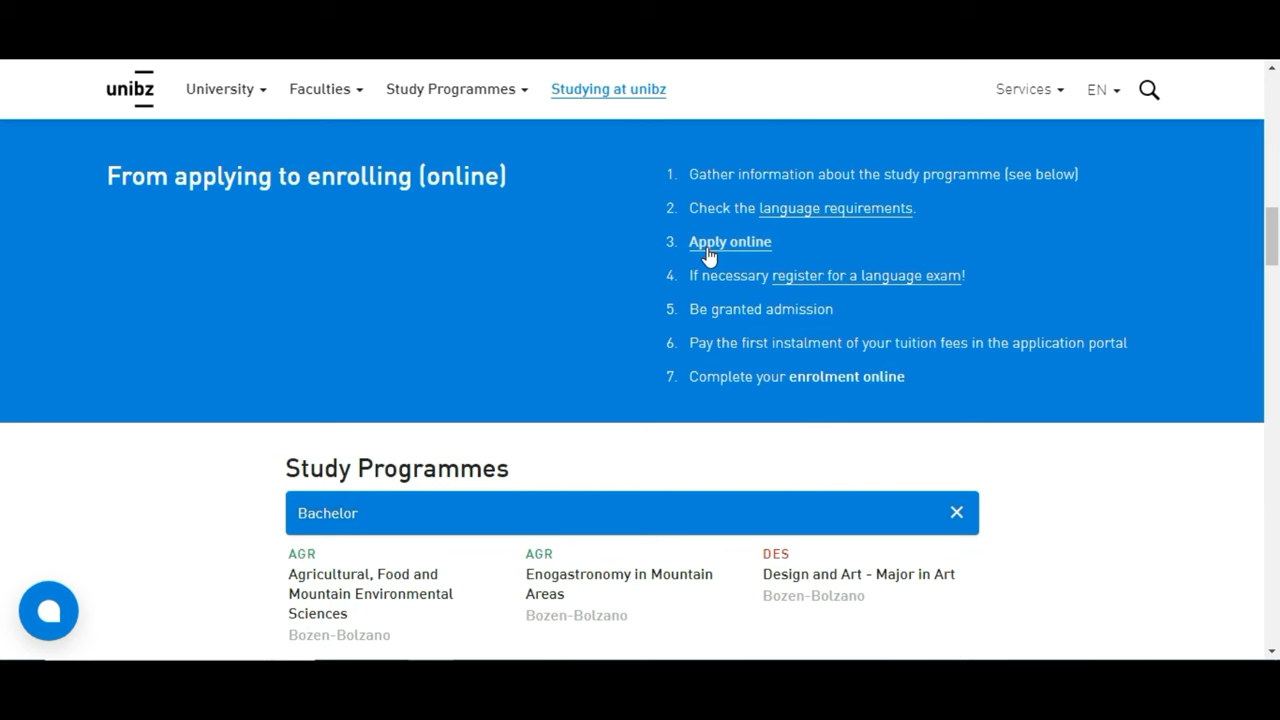 unibz University Faculties Study Programmes Studying at unibz Services EN
From applying to enrolling (online)
1. Gather information about the study programme (see below)
2. Check the language requirements.
3. Apply online
4. If necessary register for a language exam!
5. Be granted admission
6. Pay the first instalment of your tuition fees in the application portal
7. Complete your enrolment online
Study Programmes
Bachelor
AGR
Agricultural, Food and
Mountain Environmental
Sciences
Bozen-Bolzano
AGR
Enogastronomy in Mountain
Areas
Bozen-Bolzano
DES
Design and Art - Major in Art
Bozen-Bolzano